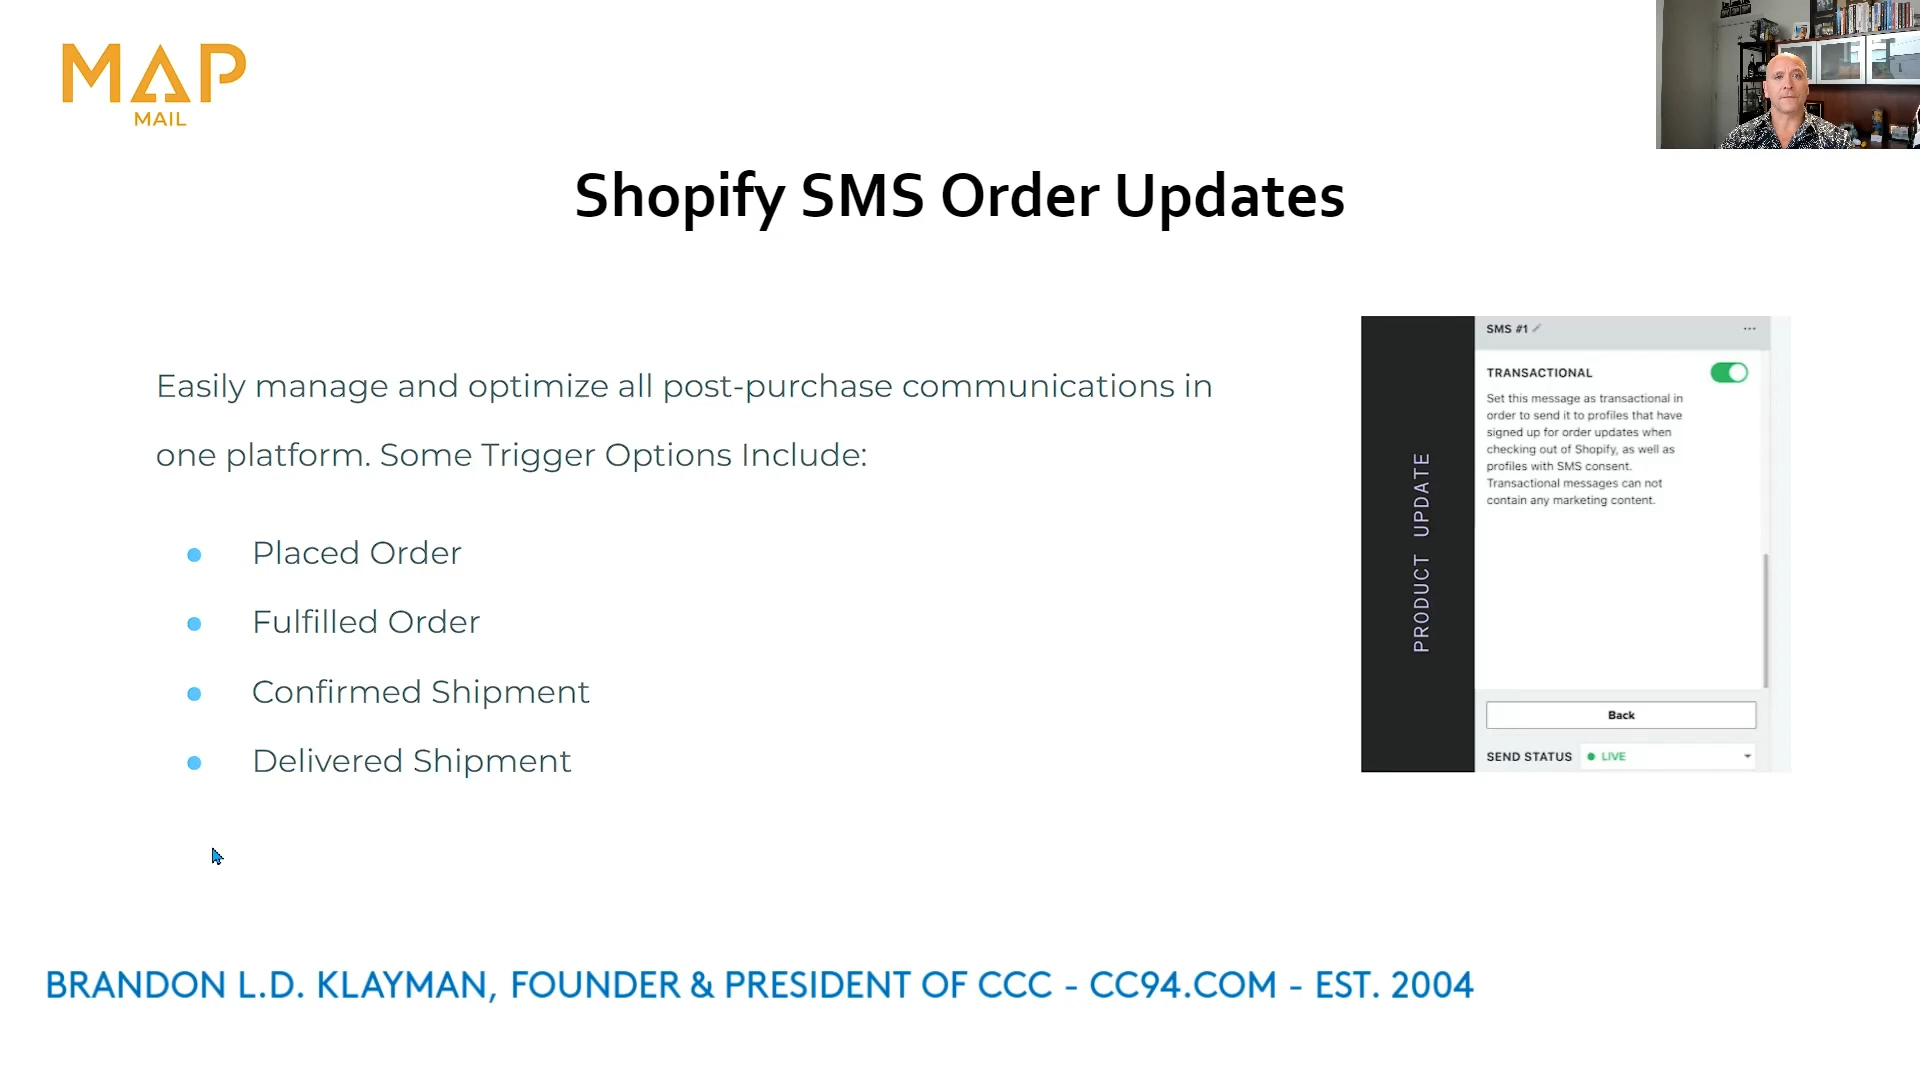 MAP
MAIL
Shopify SMS Order Updates
Easily manage and optimize all post-purchase communications in
one platform. Some Trigger Options Include:
Placed Order
Fulfilled Order
Confirmed Shipment
Delivered Shipment
PRODUCT UPDATE
SMS #1
TRANSACTIONAL
Set this message as transactional in
order to send it to profiles that have
signed up for order updates when
checking out of Shopify, as well as
profiles with SMS consent.
Transactional messages can not
contain any marketing content.
Back
SEND STATUS
LIVE
BRANDON L.D. KLAYMAN, FOUNDER & PRESIDENT OF CCC - CC94.COM - EST. 2004